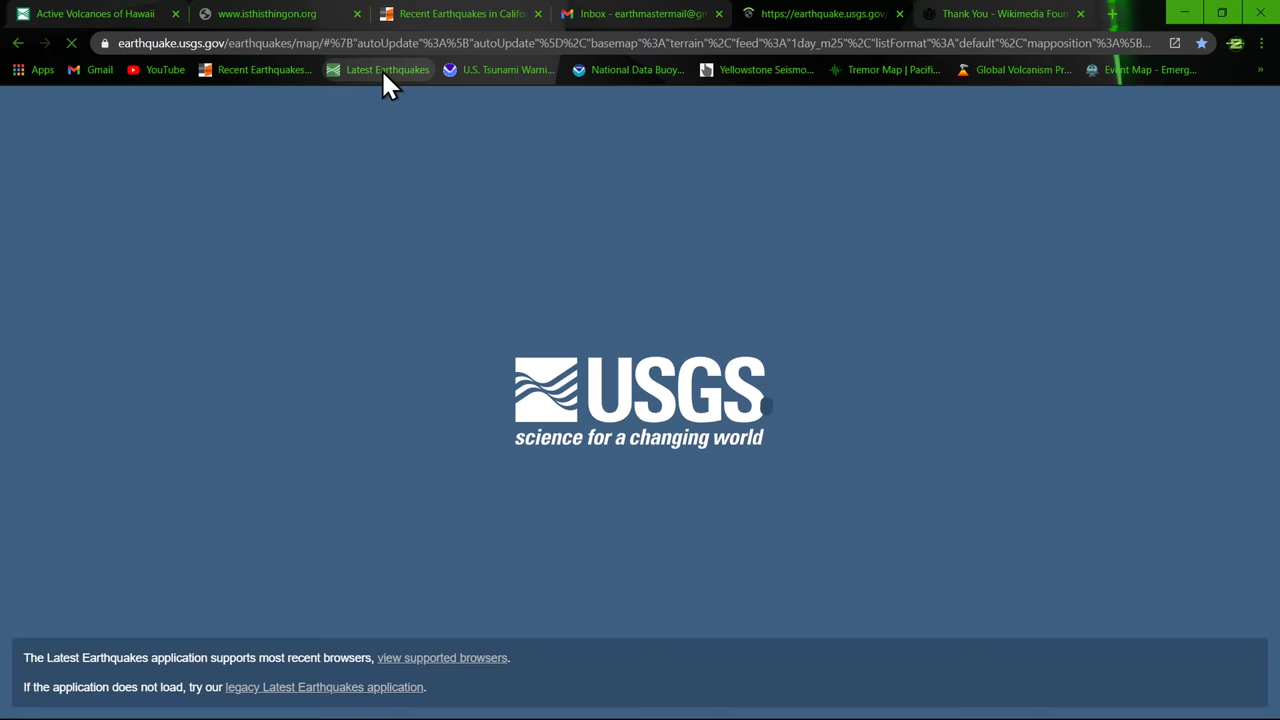 Active Volcanoes of Hawaii
www.isthisthingon.org
Recent Earthquakes in Califo
Inbox - earthmastermail@gm
https://earthquake.usgs.gov/
Thank You - Wikimedia Foun
earthquake.usgs.gov/earthquakes/map/#%7B"autoUpdate"%3A%5B"autoUpdate"%5D%2C"basemap"%3A"terrain"%2C"feed"%3A"1day_m25"%2C"listFormat"%3A"default"%2C"mapposition"%3A%5B...
Apps
Gmail
YouTube
Recent Earthquakes...
Latest Earthquakes
U.S. Tsunami Warni...
National Data Buoy...
Yellowstone Seismo...
Tremor Map | Pacifi...
Global Volcanism Pr...
Event Map - Emerg...
USGS
science for a changing world
The Latest Earthquakes application supports most recent browsers, view supported browsers.
If the application does not load, try our legacy Latest Earthquakes application.